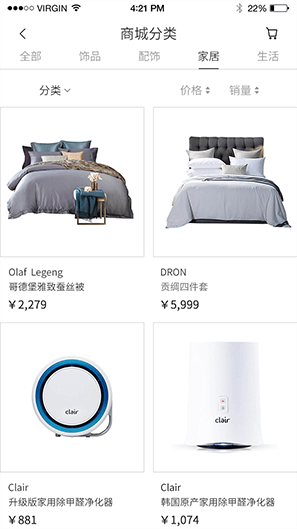 VIRGIN 4:21 PM 22%
商城分类
全部 饰品 配饰 家居 生活
分类 价格 销量
Olaf Legeng DRON
哥德堡雅致蚕丝被 贡缎四件套
¥2,279 ¥5,999
clair clair
Clair Clair
升级版家用除甲醛净化器 韩国原产家用除甲醛净化器
¥881 ¥1,074